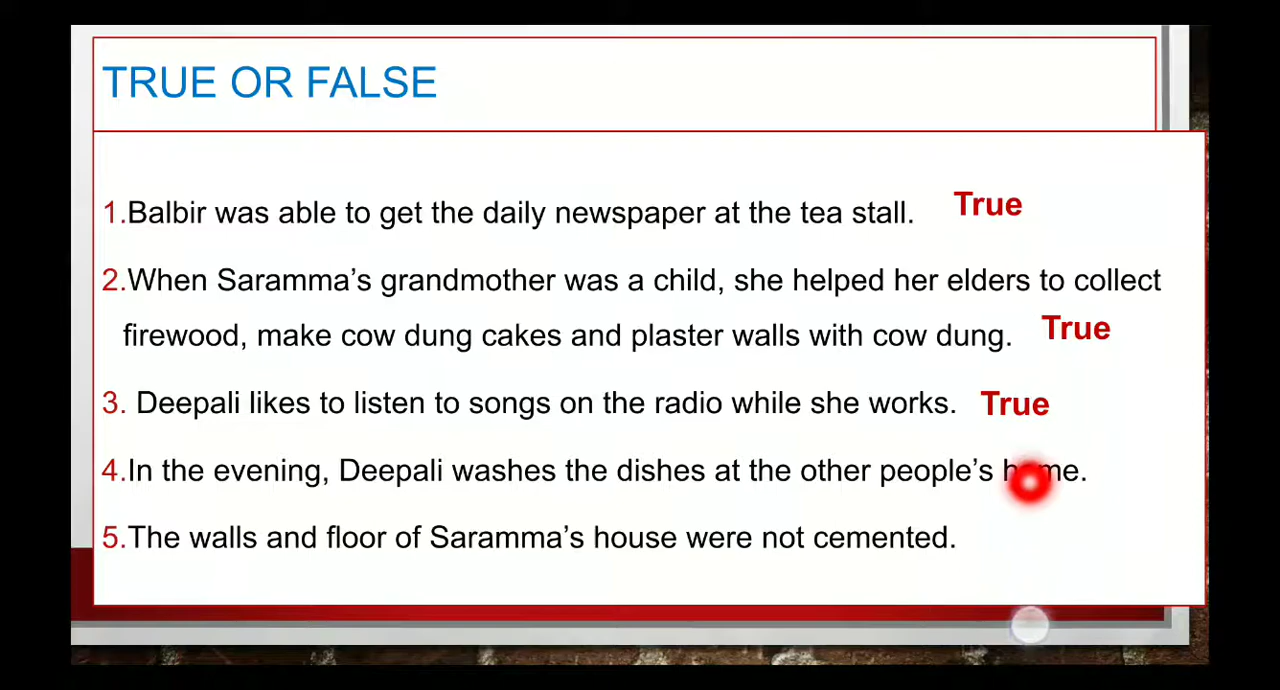 TRUE OR FALSE
1.Balbir was able to get the daily newspaper at the tea stall. True
2.When Saramma’s grandmother was a child, she helped her elders to collect
firewood, make cow dung cakes and plaster walls with cow dung. True
3. Deepali likes to listen to songs on the radio while she works. True
4.In the evening, Deepali washes the dishes at the other people’s home.
5.The walls and floor of Saramma’s house were not cemented.